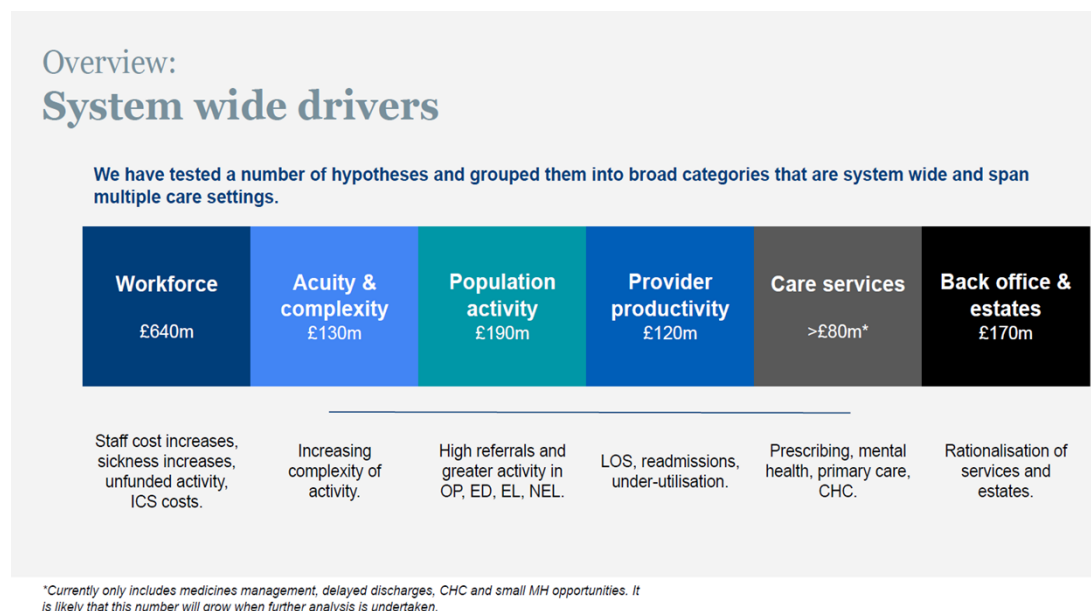 Overview:
System wide drivers
We have tested a number of hypotheses and grouped them into broad categories that are system wide and span
multiple care settings.
Workforce
£640m
Acuity &
complexity
£130m
Population
activity
£190m
Provider
productivity
£120m
Care services
>£80m*
Back office &
estates
£170m
Staff cost increases,
sickness increases,
unfunded activity,
ICS costs.
Increasing
complexity of
activity.
High referrals and
greater activity in
OP, ED, EL, NEL.
LOS, readmissions,
under-utilisation.
Prescribing, mental
health, primary care,
CHC.
Rationalisation of
services and
estates.
*Currently only includes medicines management, delayed discharges, CHC and small MH opportunities. It
is likely that this number will grow when further analysis is undertaken.